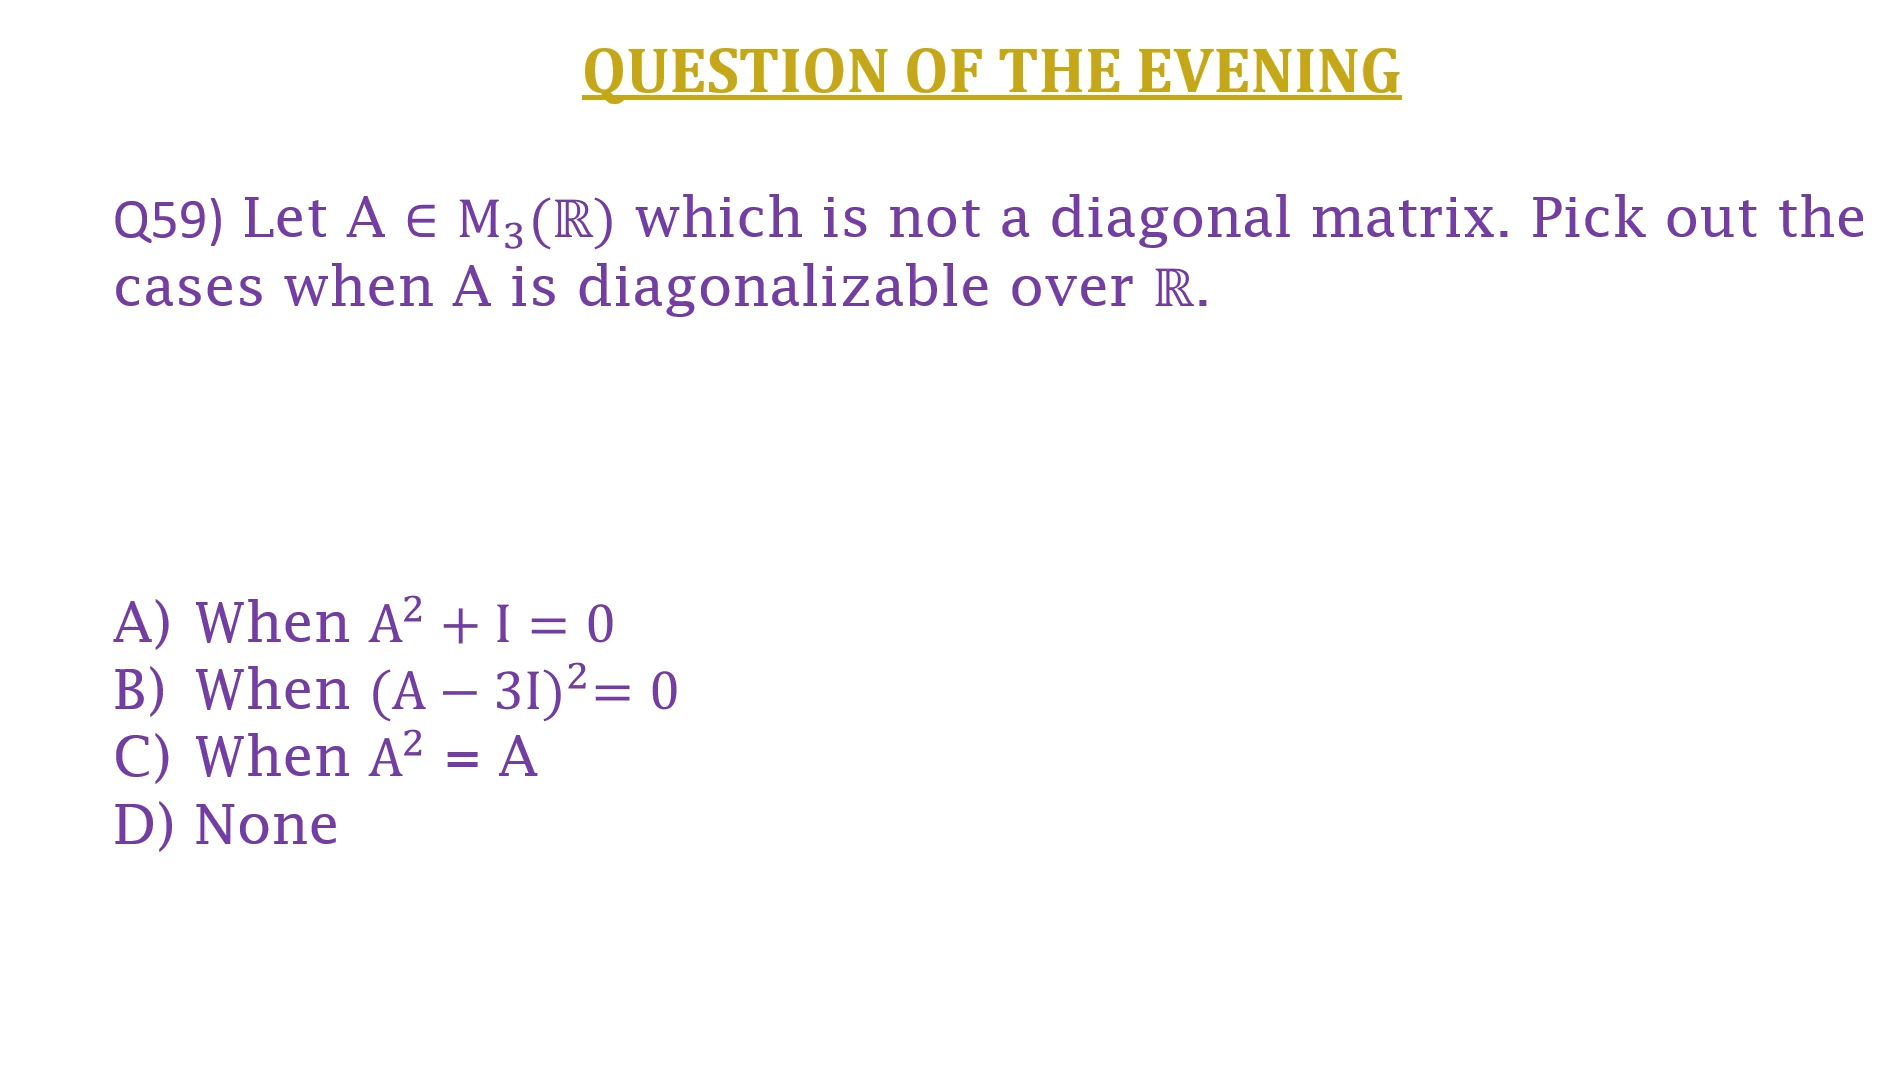 QUESTION OF THE EVENING
Q59) Let A ∈ M₃(ℝ) which is not a diagonal matrix. Pick out the
cases when A is diagonalizable over ℝ.
A) When A² + I = 0
B) When (A − 3I)²= 0
C) When A² = A
D) None